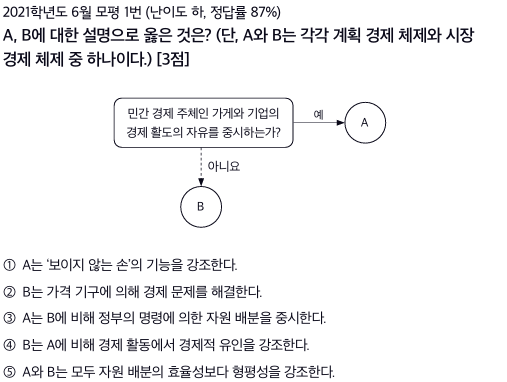 2021학년도 6월 모평 1번 (난이도 하, 정답률 87%)
A, B에 대한 설명으로 옳은 것은? (단, A와 B는 각각 계획 경제 체제와 시장
경제 체제 중 하나이다.) [3점]
민간 경제 주체인 가게와 기업의
경제 활도의 자유를 중시하는가?
예
A
아니요
B
① A는 '보이지 않는 손'의 기능을 강조한다.
② B는 가격 기구에 의해 경제 문제를 해결한다.
③ A는 B에 비해 정부의 명령에 의한 자원 배분을 중시한다.
④ B는 A에 비해 경제 활동에서 경제적 유인을 강조한다.
⑤ A와 B는 모두 자원 배분의 효율성보다 형평성을 강조한다.